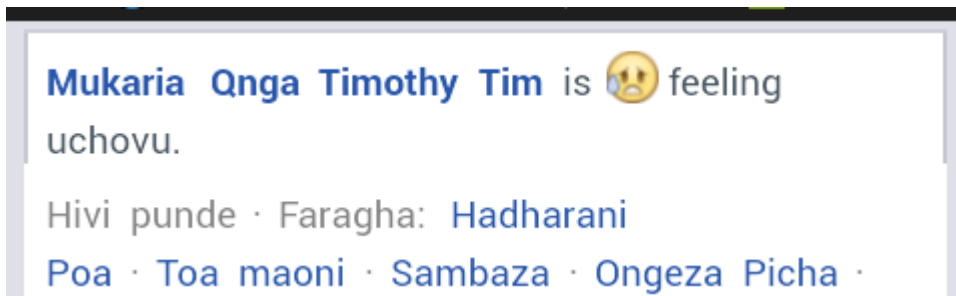 Mukaria Qnga Timothy Tim is feeling
uchovu.
Hivi punde · Faragha: Hadharani
Poa · Toa maoni · Sambaza · Ongeza Picha ·